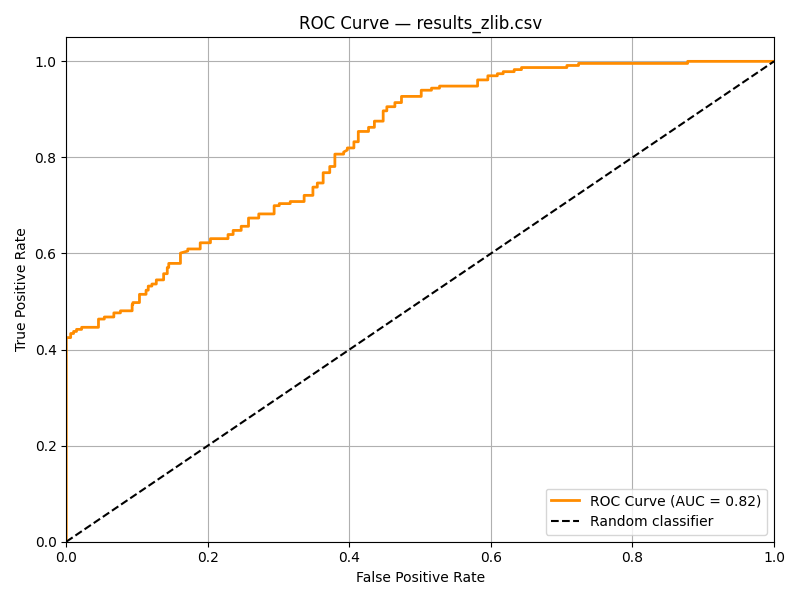 ROC Curve — results_zlib.csv
True Positive Rate
1.0
0.8
0.6
0.4
0.2
0.0
0.0 0.2 0.4 0.6 0.8 1.0
False Positive Rate
ROC Curve (AUC = 0.82)
Random classifier